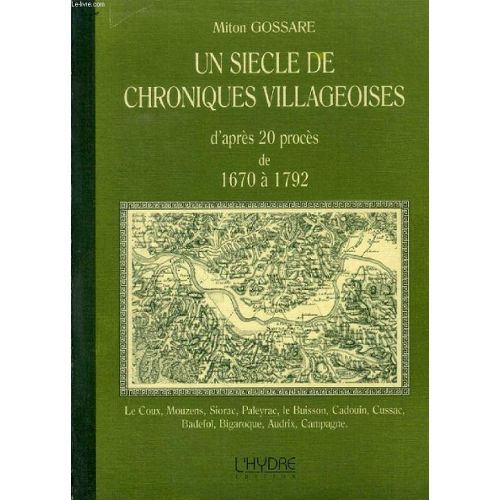 Le-livre.com
Miton GOSSARE
UN SIECLE DE
CHRONIQUES VILLAGEOISES
d'après 20 procès
de
1670 à 1792
Le Coux, Mouzens, Siorac, Paleyrac, le Buisson, Cadouin, Cussac,
Badefol, Bigaroque, Audrix, Campagne.
L'HYDRE
EDITION